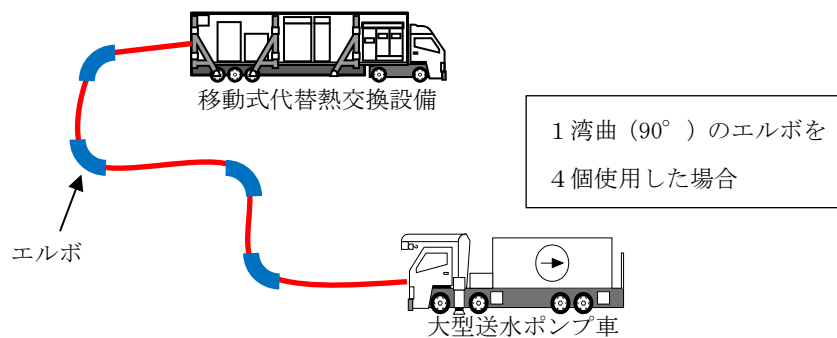 移動式代替熱交換設備
1湾曲(90°)のエルボを
4個使用した場合
エルボ
大型送水ポンプ車